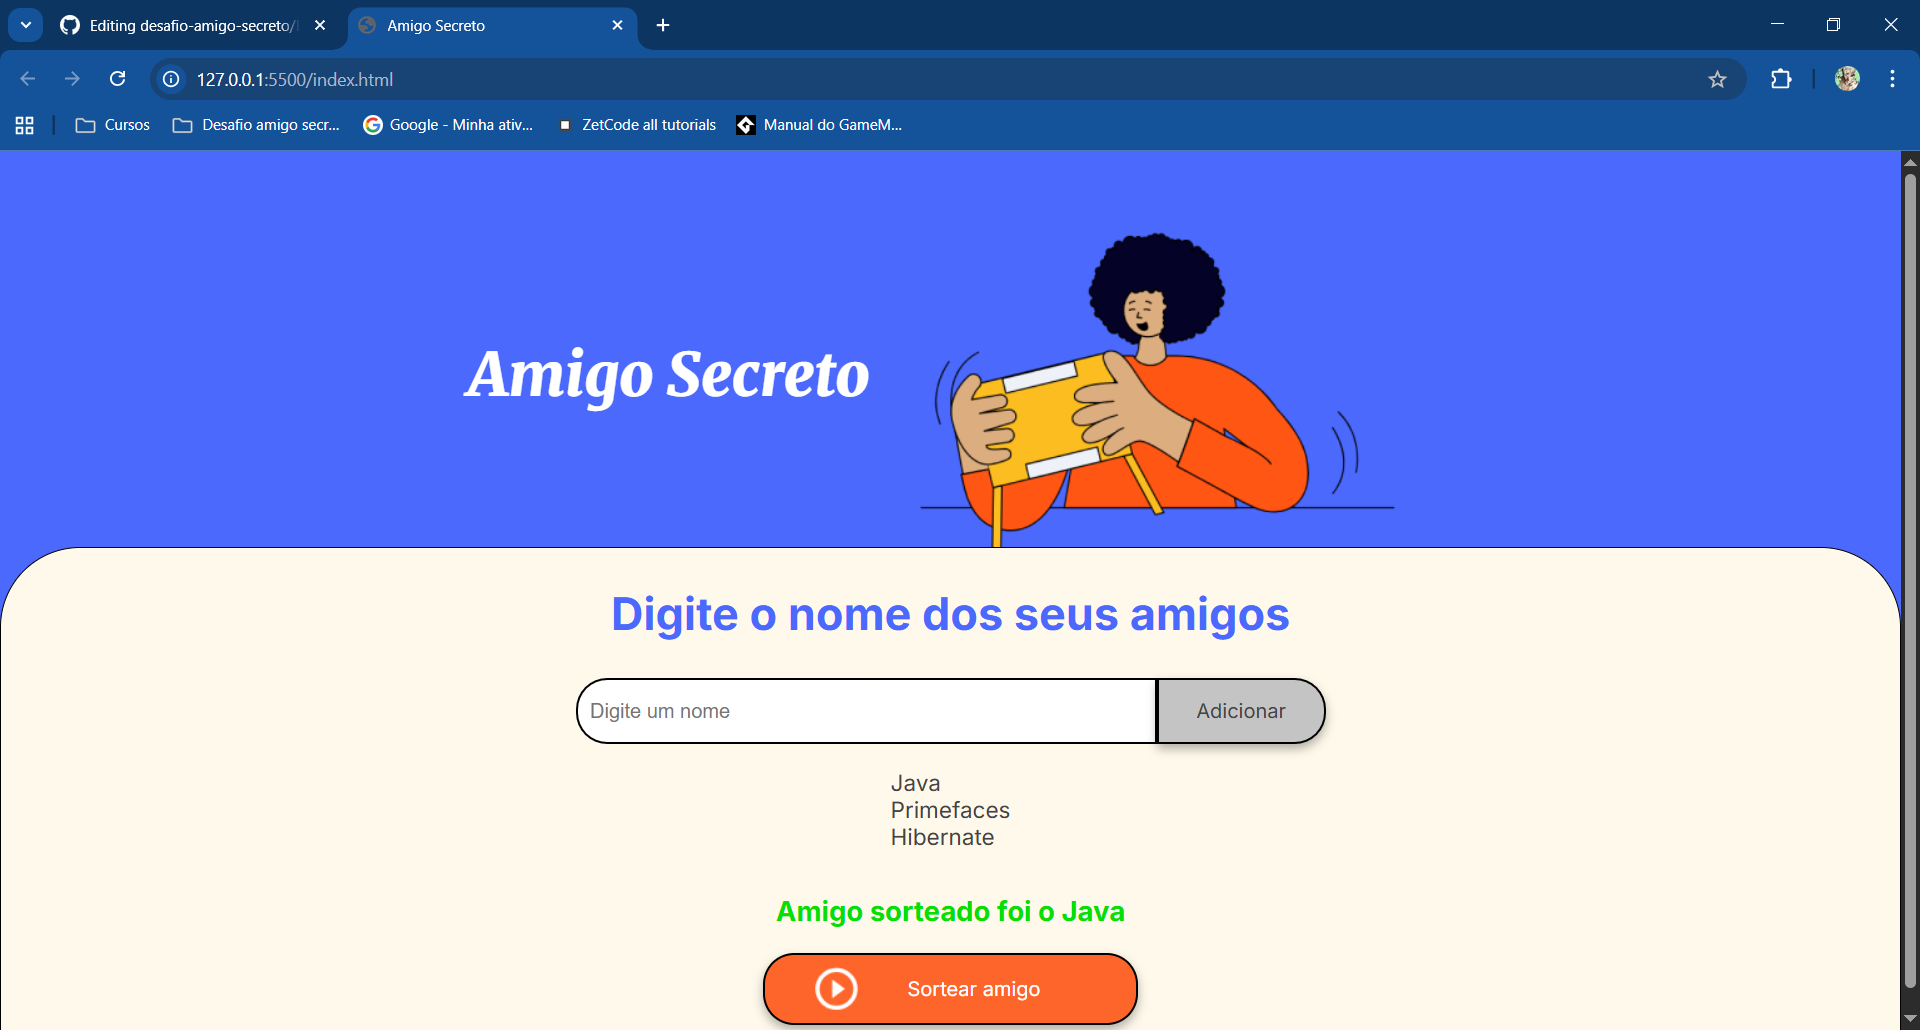 Editing desafio-amigo-secreto/
Amigo Secreto
127.0.0.1:5500/index.html
Cursos
Desafio amigo secr...
Google - Minha ativ...
ZetCode all tutorials
Manual do GameM...
Amigo Secreto
Digite o nome dos seus amigos
Digite um nome
Adicionar
Java
Primefaces
Hibernate
Amigo sorteado foi o Java
Sortear amigo